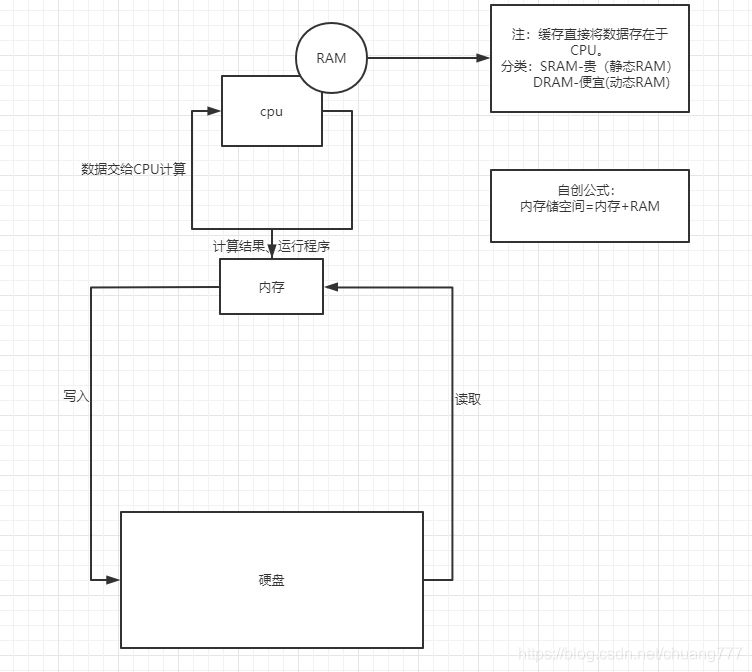 RAM
注：缓存直接将数据存在于
CPU。
分类：SRAM-贵（静态RAM）
DRAM-便宜(动态RAM)
cpu
数据交给CPU计算
自创公式：
内存储空间=内存+RAM
计算结果、运行程序
内存
写入
读取
硬盘
https://blog.csdn.net/chuang777